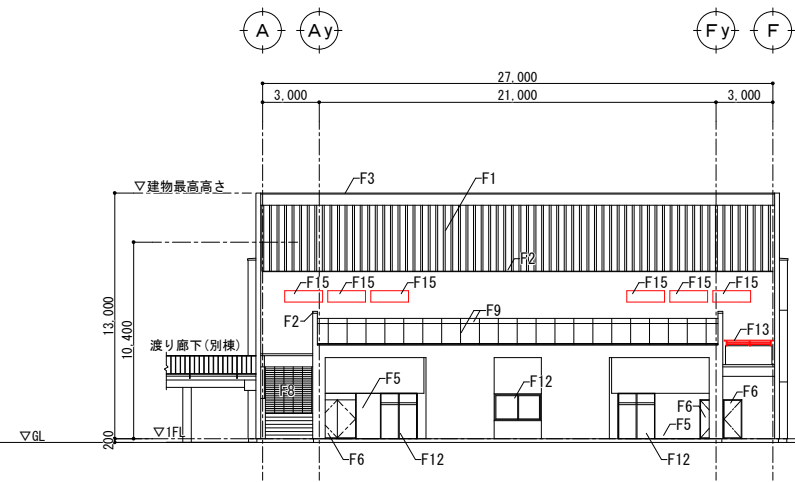 A Ay Fy F
27,000
3,000 21,000 3,000
▽建物最高高さ
F3 F1
F2
F15 F15 F15 F15 F15 F15
F2 F9
F13
13,000
10,400
渡り廊下(別棟)
F8
F5 F12
F6 F6
F5
▽GL
200
▽1FL
F6 F12 F12